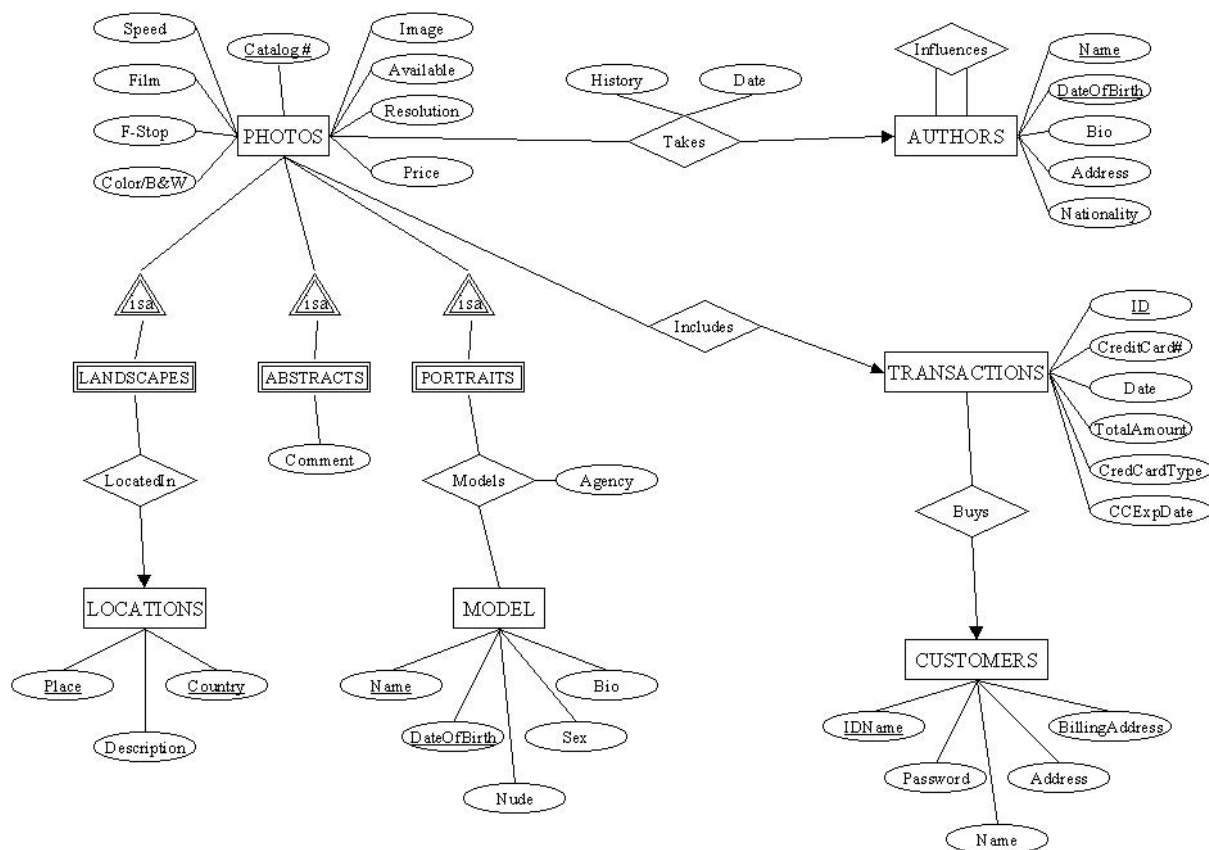 Speed
Catalog #
Image
Influences
Name
Film
Available
History
Date
DateOfBirth
Resolution
F-Stop
PHOTOS
Takes
AUTHORS
Bio
Color/B&W
Price
Address
Nationality
isa
isa
isa
ID
Includes
CreditCard#
LANDSCAPES
ABSTRACTS
PORTRAITS
TRANSACTIONS
Date
TotalAmount
Comment
LocatedIn
Models
Agency
CredCardType
Buys
CCExpDate
LOCATIONS
MODEL
CUSTOMERS
Place
Country
Name
Bio
IDName
BillingAddress
Description
DateOfBirth
Sex
Password
Address
Nude
Name